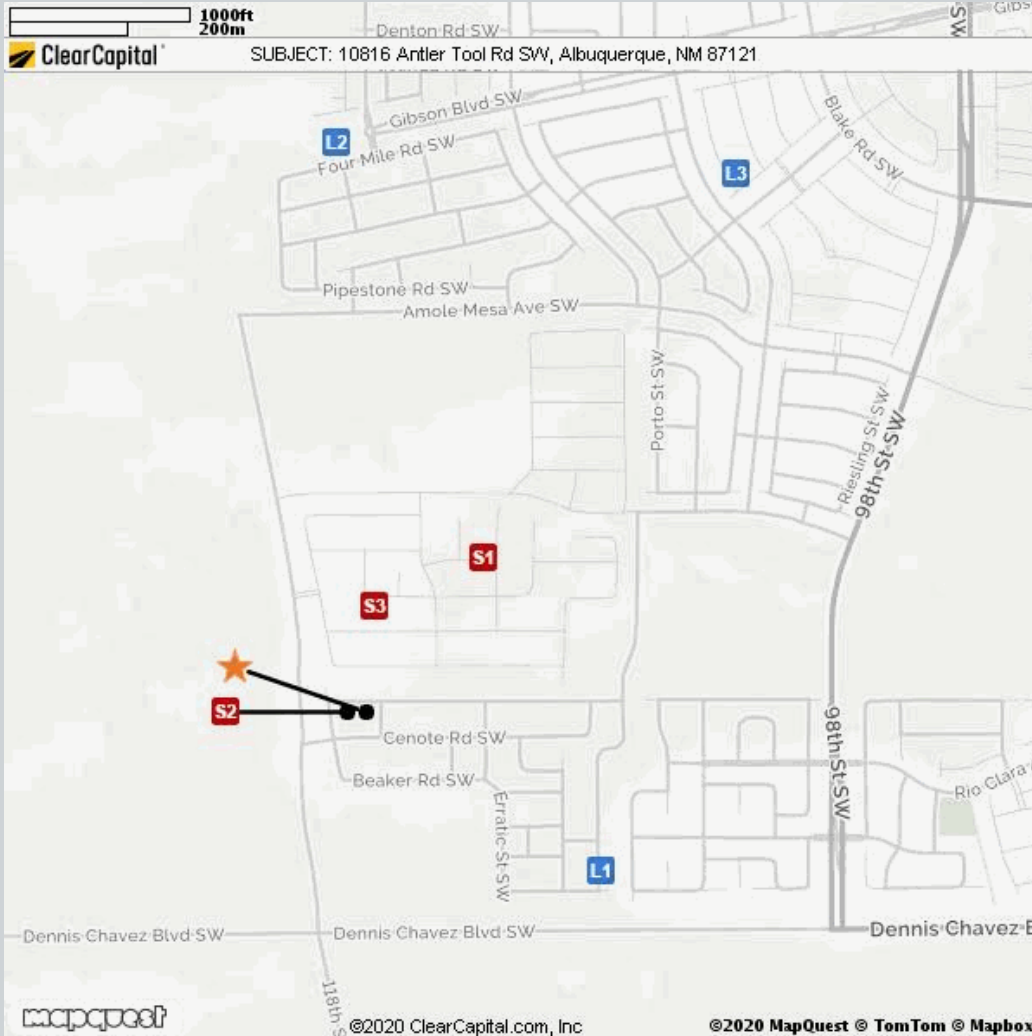 1000ft
200m
Denton Rd SW
ClearCapital
SUBJECT: 10816 Antler Tool Rd SW, Albuquerque, NM 87121
SW
Gibson Blvd SW
L2
Four Mile Rd SW
Blake Rd SW
L3
Pipestone Rd SW
Amole Mesa Ave SW
Porto St SW
Riesling St SW
98th St SW
S1
S3
S2
Cenote Rd SW
Beaker Rd SW
Erratic St SW
98th St SW
Rio Clara
L1
Dennis Chavez Blvd SW
Dennis Chavez Blvd SW
Dennis Chavez B
118th S
mapquest
©2020 ClearCapital.com, Inc
©2020 MapQuest © TomTom © Mapbox